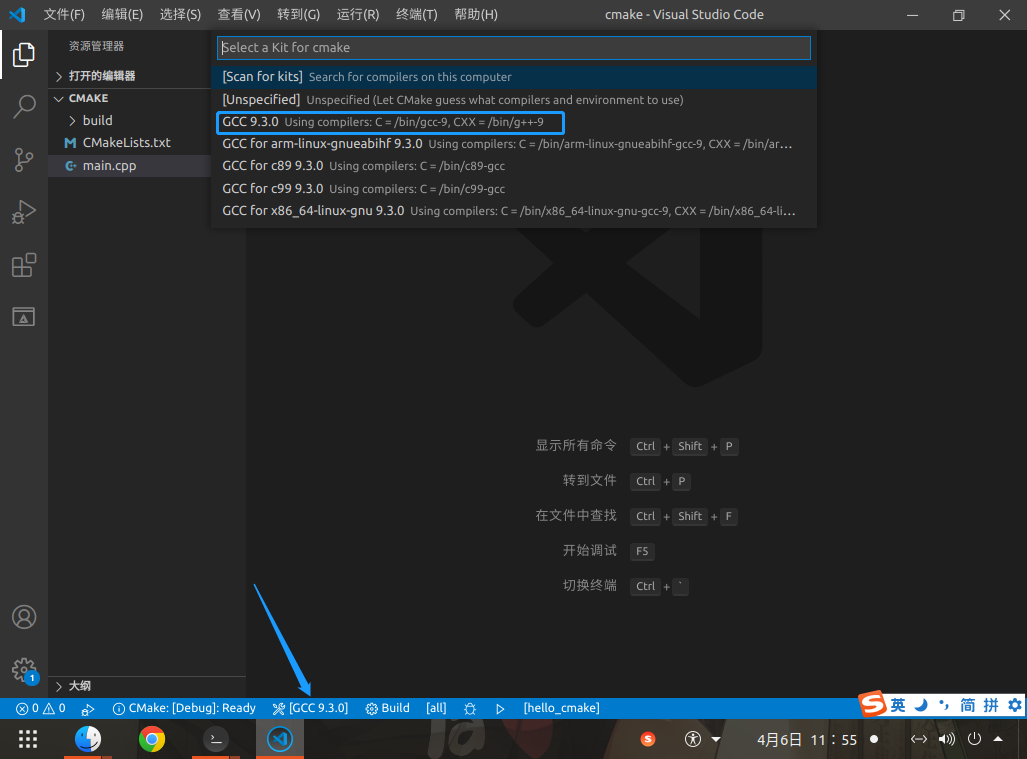 文件(F) 编辑(E) 选择(S) 查看(V) 转到(G) 运行(R) 终端(T) 帮助(H) cmake - Visual Studio Code
资源管理器
打开的编辑器
CMAKE
build
CMakeLists.txt
main.cpp
Select a Kit for cmake
[Scan for kits] Search for compilers on this computer
[Unspecified] Unspecified (Let CMake guess what compilers and environment to use)
GCC 9.3.0 Using compilers: C = /bin/gcc-9, CXX = /bin/g++-9
GCC for arm-linux-gnueabihf 9.3.0 Using compilers: C = /bin/arm-linux-gnueabihf-gcc-9, CXX = /bin/ar...
GCC for c89 9.3.0 Using compilers: C = /bin/c89-gcc
GCC for c99 9.3.0 Using compilers: C = /bin/c99-gcc
GCC for x86_64-linux-gnu 9.3.0 Using compilers: C = /bin/x86_64-linux-gnu-gcc-9, CXX = /bin/x86_64-li...
显示所有命令 Ctrl + Shift + P
转到文件 Ctrl + P
在文件中查找 Ctrl + Shift + F
开始调试 F5
切换终端 Ctrl + `
1
大纲
0 0 CMake: [Debug]: Ready [GCC 9.3.0] Build [all] [hello_cmake]
S 英 简 拼
ja
S 4月6日 11：55